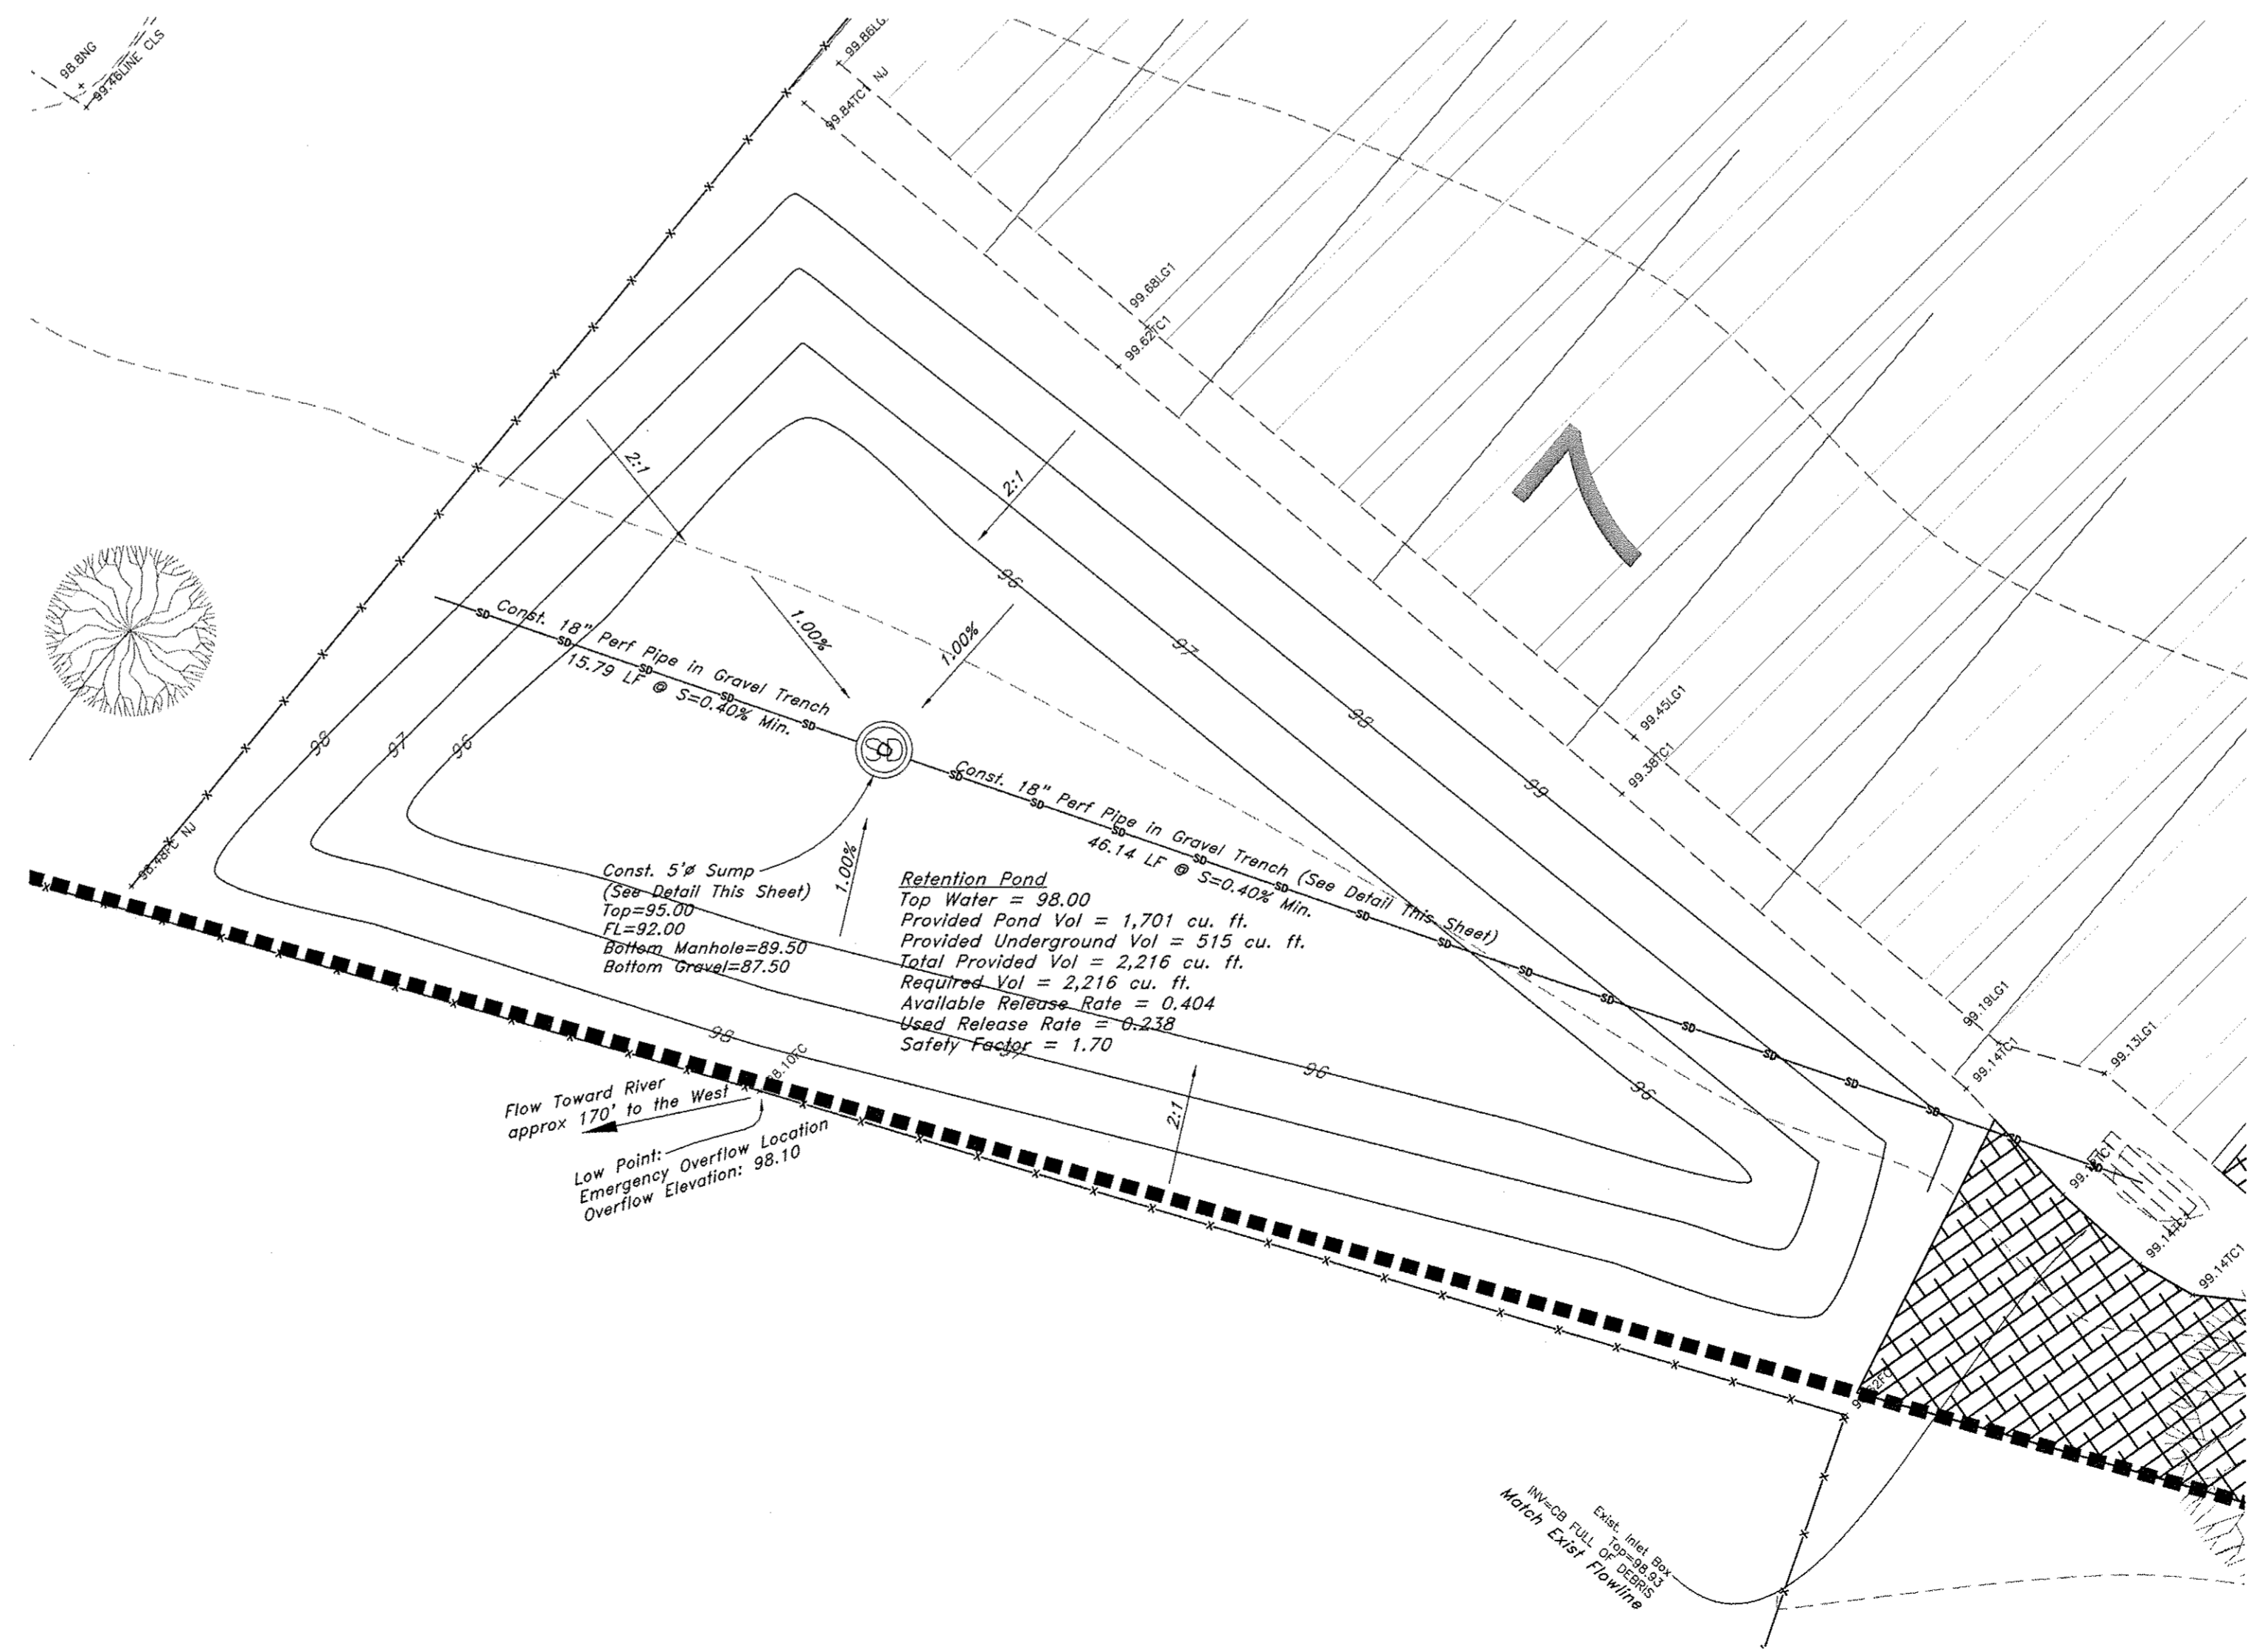 98.8NG
99.46LINE CLS
99.86LG
NJ
99.84TC1
99.68LG1
99.62TC1
7
2:1
2:1
96
1.00%
1.00%
97
Const. 18" Perf Pipe in Gravel Trench
15.79 LF @ S=0.40% Min.
SD
98
99
99.45LG1
99.38TC1
98
97
96
SD
Const. 18" Perf Pipe in Gravel Trench (See Detail This Sheet)
46.14 LF @ S=0.40% Min.
98.48FC NJ
1.00%
Const. 5'ø Sump
(See Detail This Sheet)
Top=95.00
FL=92.00
Bottom Manhole=89.50
Bottom Gravel=87.50
Retention Pond
Top Water = 98.00
Provided Pond Vol = 1,701 cu. ft.
Provided Underground Vol = 515 cu. ft.
Total Provided Vol = 2,216 cu. ft.
Required Vol = 2,216 cu. ft.
Available Release Rate = 0.404
Used Release Rate = 0.238
Safety Factor = 1.70
98
97
96
96
2:1
99.19LG1
99.14TC1
99.13LG1
99.14TC1
99.14TC1
Flow Toward River
approx 170' to the West
Low Point:
Emergency Overflow Location
Overflow Elevation: 98.10
Exist. Inlet Box
Top=98.93
INV=CB FULL OF DEBRIS
Match Exist Flowline